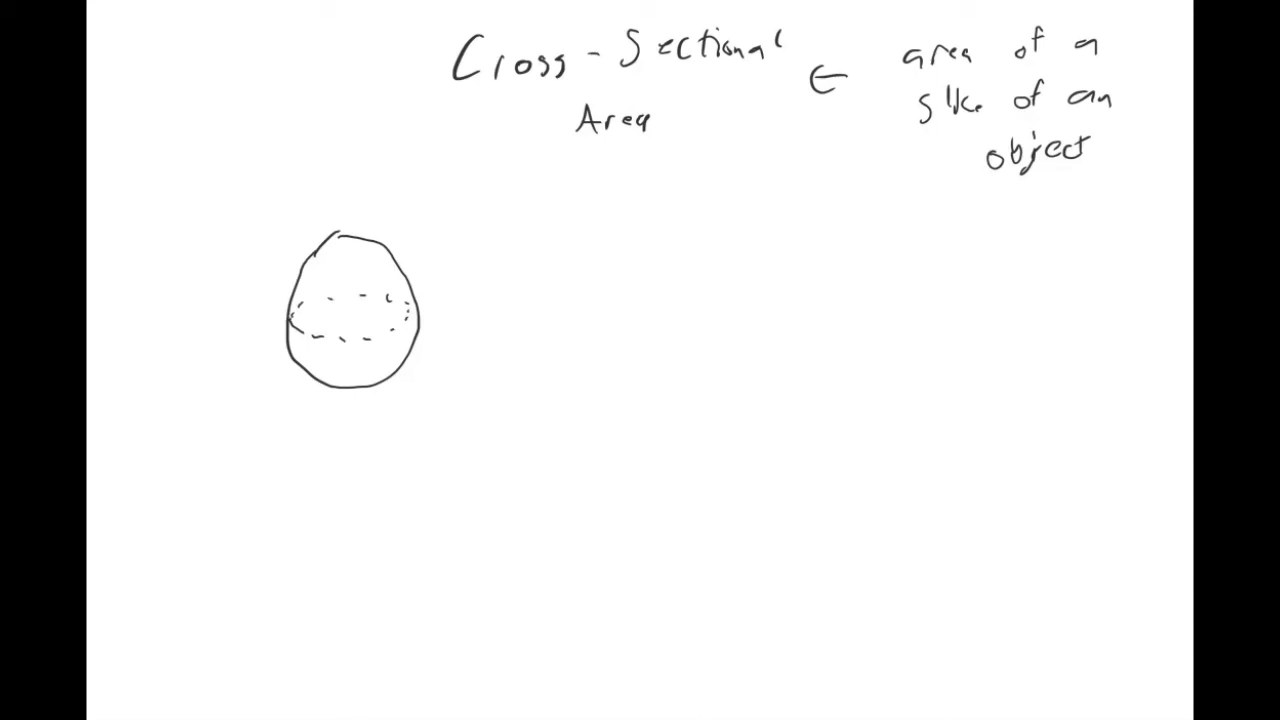 Cross-Sectional ← area of a
Area
slice of an
object